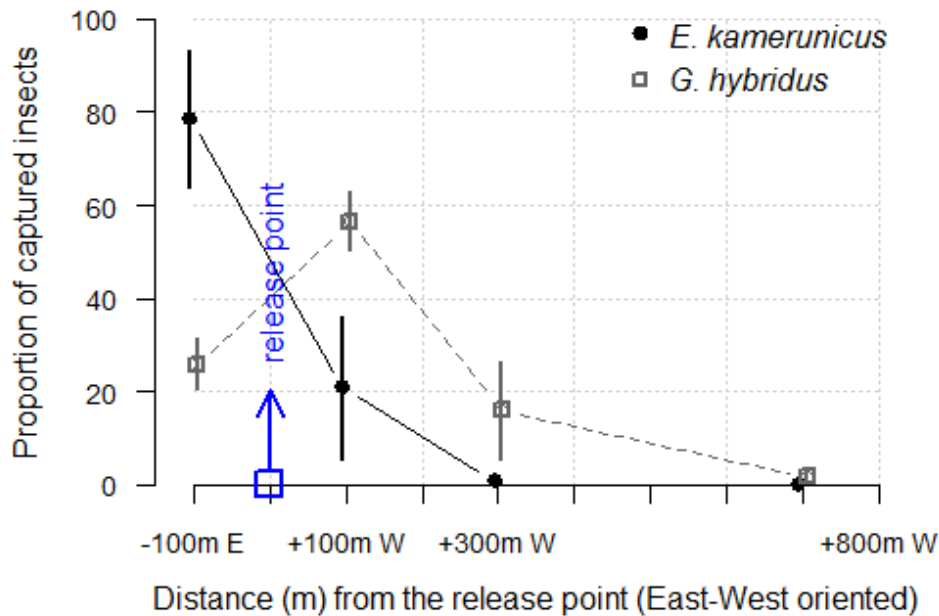 Proportion of captured insects
100
80
60
40
20
0
E. kamerunicus
G. hybridus
release point
-100m E
+100m W
+300m W
+800m W
Distance (m) from the release point (East-West oriented)